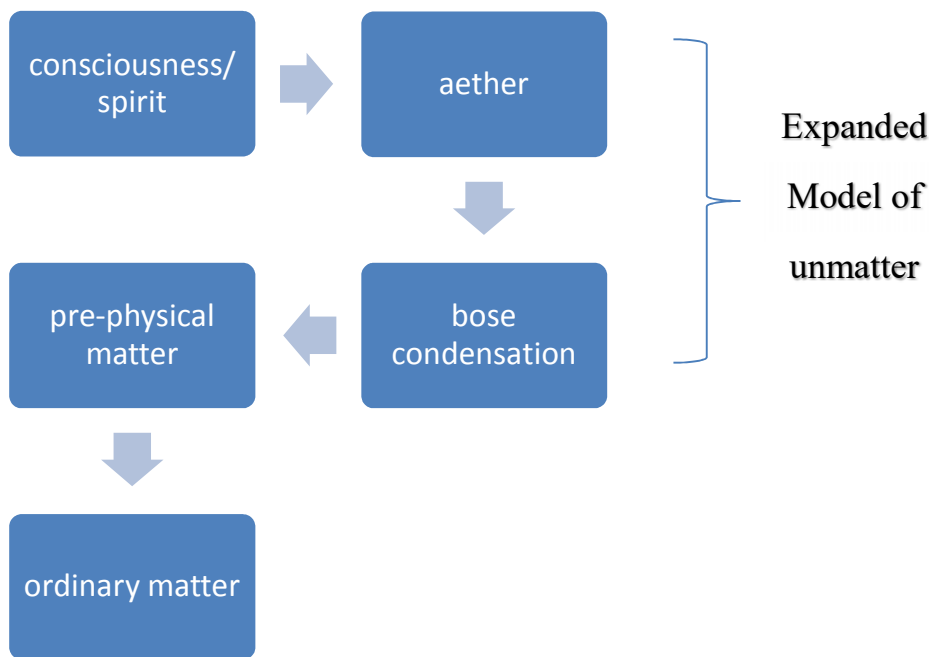 consciousness/
spirit
aether
bose
condensation
pre-physical
matter
ordinary matter
Expanded
Model of
unmatter